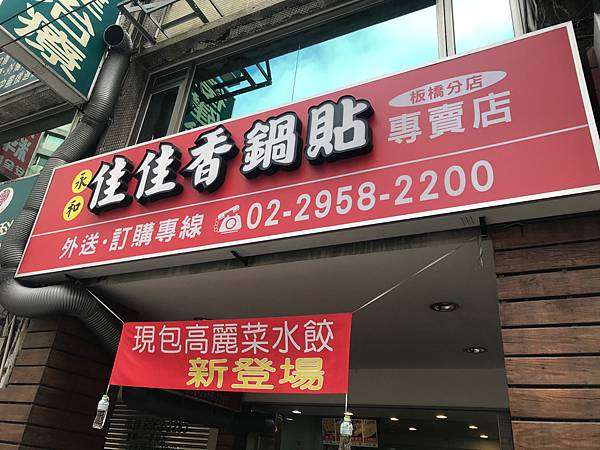 永和
佳佳香鍋貼
板橋分店
專賣店
外送·訂購專線 02-2958-2200
現包高麗菜水餃
新登場